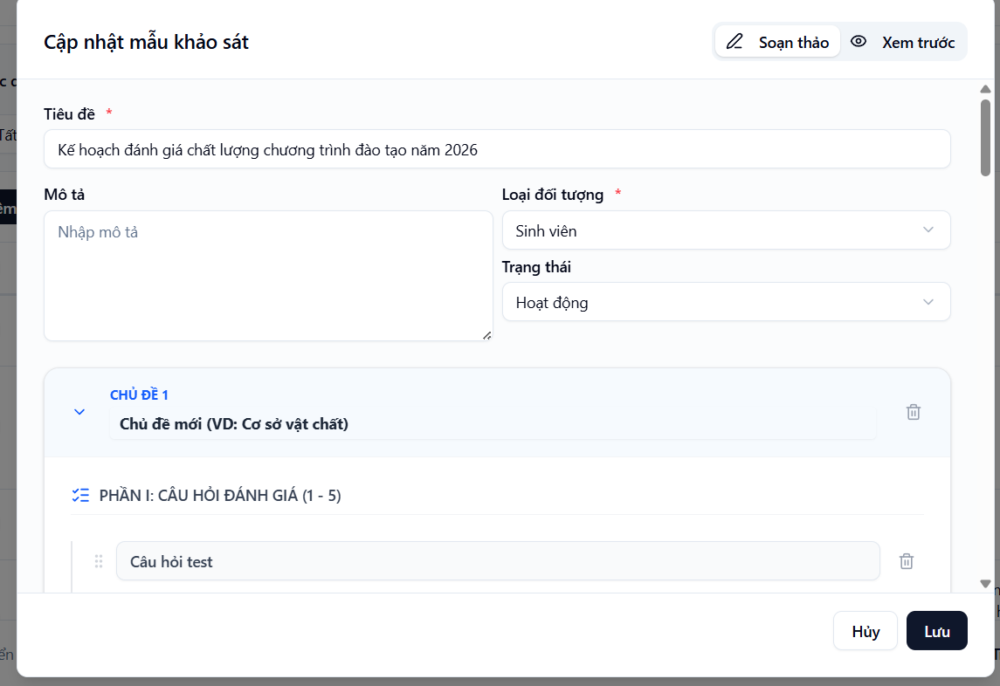 Cập nhật mẫu khảo sát
Soạn thảo
Xem trước
Tiêu đề *
Kế hoạch đánh giá chất lượng chương trình đào tạo năm 2026
Mô tả
Loại đối tượng *
Nhập mô tả
Sinh viên
Trạng thái
Hoạt động
CHỦ ĐỀ 1
Chủ đề mới (VD: Cơ sở vật chất)
PHẦN I: CÂU HỎI ĐÁNH GIÁ (1 - 5)
Câu hỏi test
Hủy
Lưu